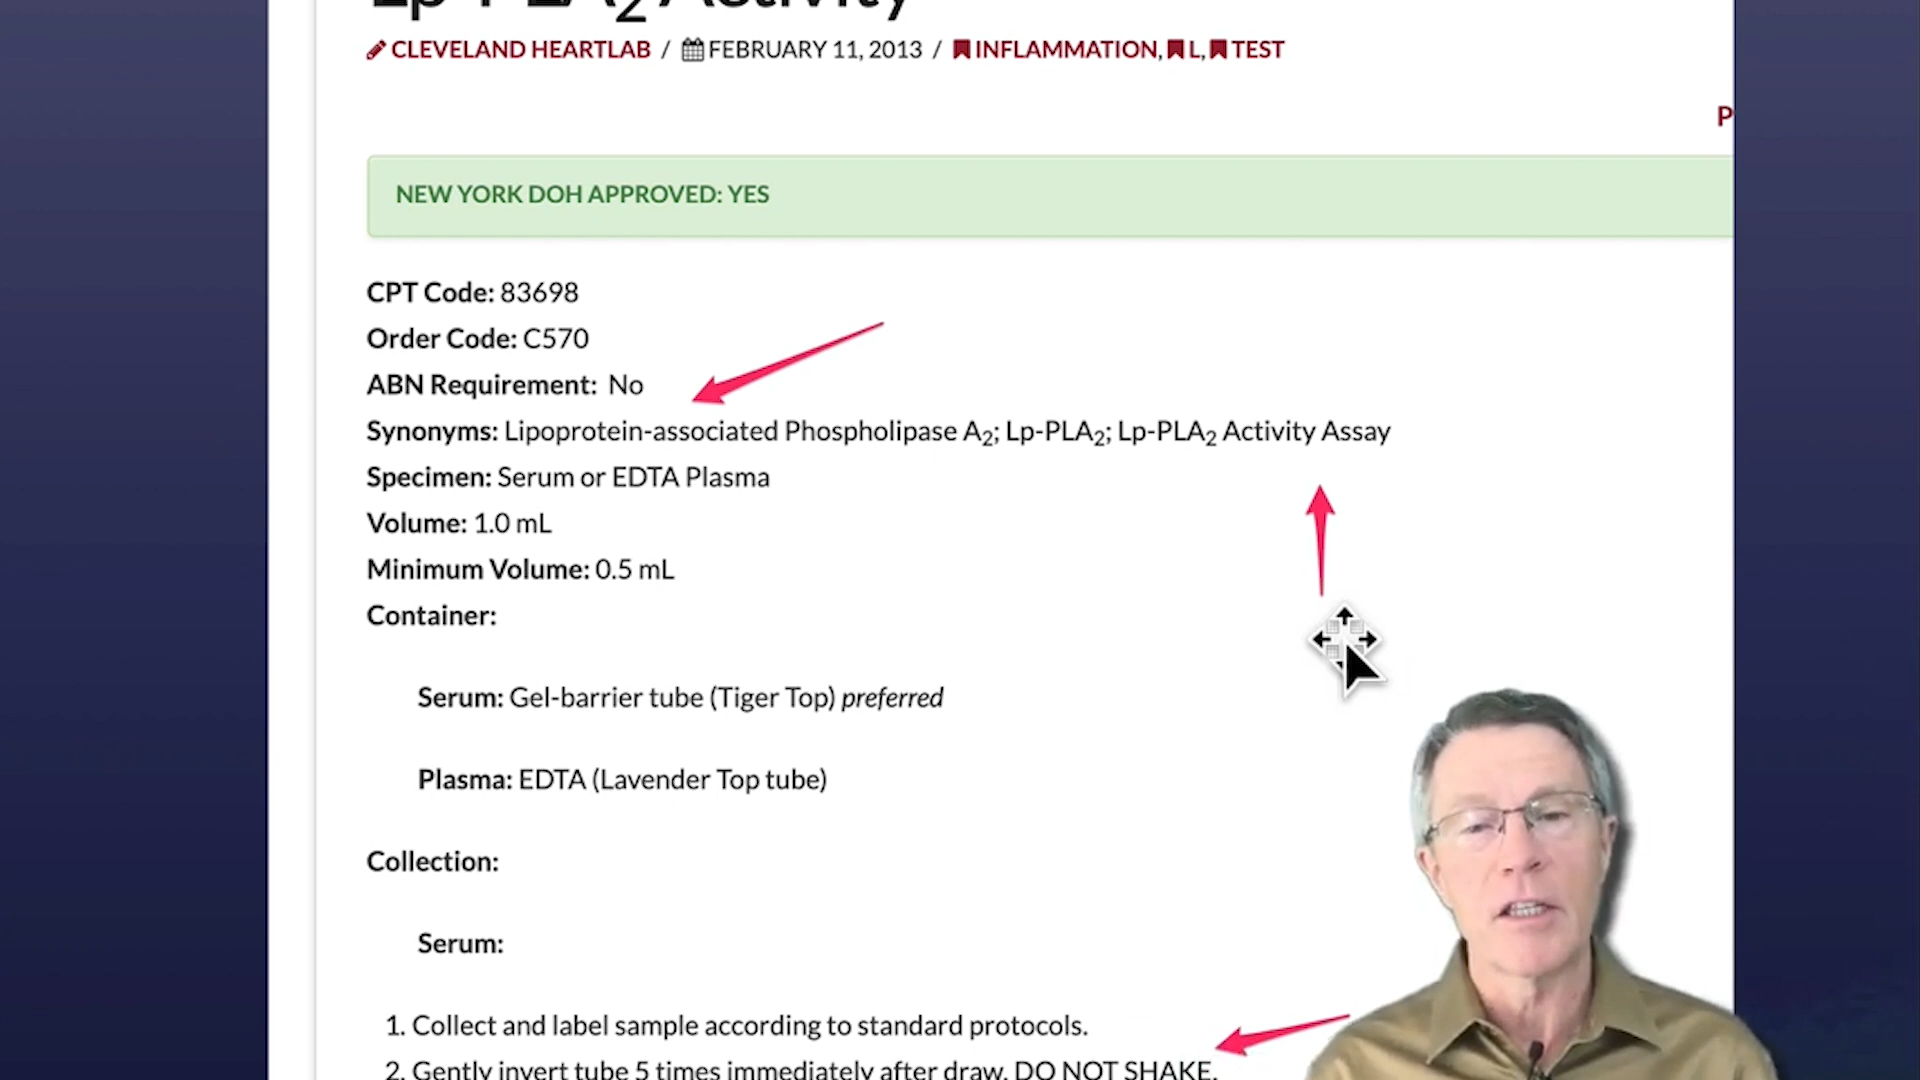 Lp-PLA2 Activity
CLEVELAND HEARTLAB / FEBRUARY 11, 2013 / INFLAMMATION, L, TEST
P
NEW YORK DOH APPROVED: YES
CPT Code: 83698
Order Code: C570
ABN Requirement: No
Synonyms: Lipoprotein-associated Phospholipase A2; Lp-PLA2; Lp-PLA2 Activity Assay
Specimen: Serum or EDTA Plasma
Volume: 1.0 mL
Minimum Volume: 0.5 mL
Container:
Serum: Gel-barrier tube (Tiger Top) preferred
Plasma: EDTA (Lavender Top tube)
Collection:
Serum:
1. Collect and label sample according to standard protocols.
2. Gently invert tube 5 times immediately after draw. DO NOT SHAKE.